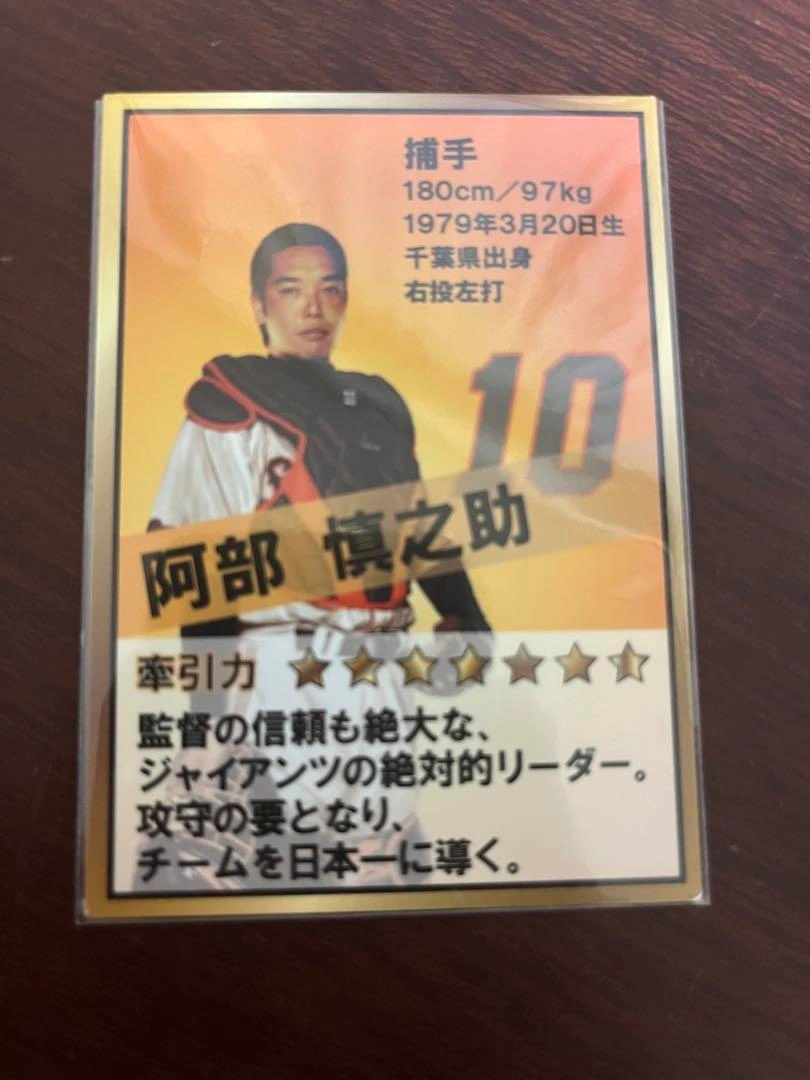 捕手
180cm/97kg
1979年3月20日生
千葉県出身
右投左打
10
阿部 慎之助
牽引力 ★★★★★★★
監督の信頼も絶大な、
ジャイアンツの絶対的リーダー。
攻守の要となり、
チームを日本一に導く。